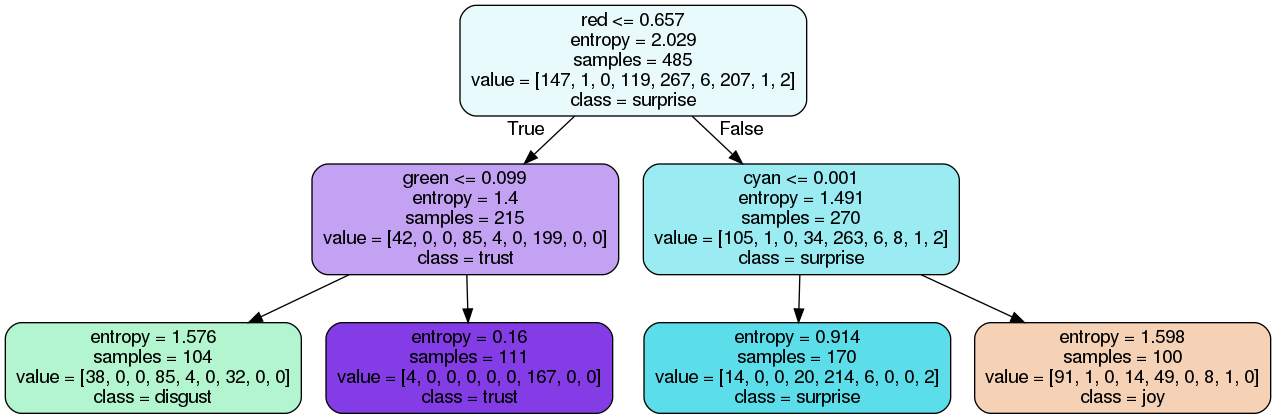 red <= 0.657
entropy = 2.029
samples = 485
value = [147, 1, 0, 119, 267, 6, 207, 1, 2]
class = surprise
True
False
green <= 0.099
entropy = 1.4
samples = 215
value = [42, 0, 0, 85, 4, 0, 199, 0, 0]
class = trust
cyan <= 0.001
entropy = 1.491
samples = 270
value = [105, 1, 0, 34, 263, 6, 8, 1, 2]
class = surprise
entropy = 1.576
samples = 104
value = [38, 0, 0, 85, 4, 0, 32, 0, 0]
class = disgust
entropy = 0.16
samples = 111
value = [4, 0, 0, 0, 0, 0, 167, 0, 0]
class = trust
entropy = 0.914
samples = 170
value = [14, 0, 0, 20, 214, 6, 0, 0, 2]
class = surprise
entropy = 1.598
samples = 100
value = [91, 1, 0, 14, 49, 0, 8, 1, 0]
class = joy